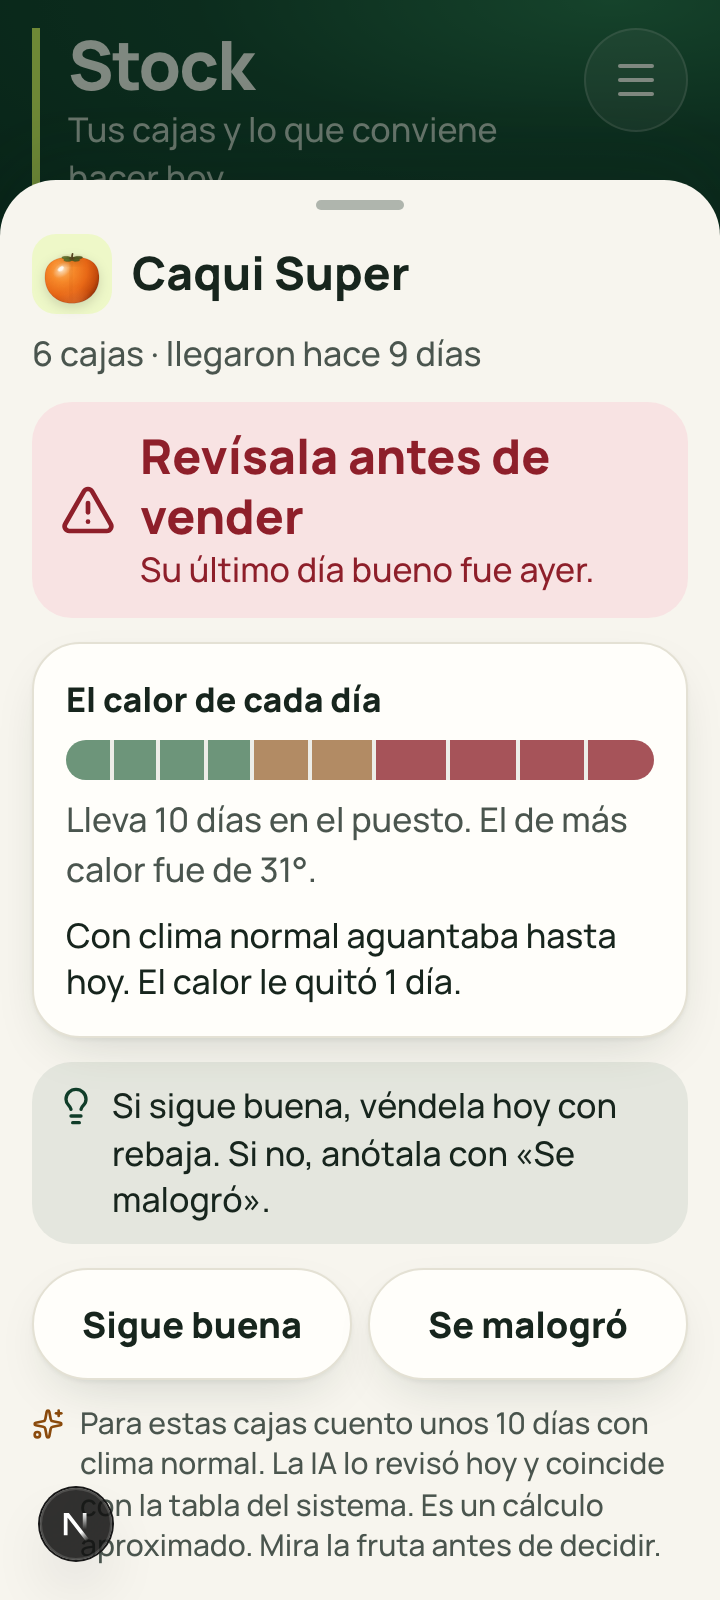 Stock
Tus cajas y lo que conviene
hacer hoy
Caqui Super
6 cajas · llegaron hace 9 días
Revísala antes de
vender
Su último día bueno fue ayer.
El calor de cada día
Lleva 10 días en el puesto. El de más
calor fue de 31°.
Con clima normal aguantaba hasta
hoy. El calor le quitó 1 día.
Si sigue buena, véndela hoy con
rebaja. Si no, anótala con «Se
malogró».
Sigue buena
Se malogró
Para estas cajas cuento unos 10 días con
clima normal. La IA lo revisó hoy y coincide
con la tabla del sistema. Es un cálculo
aproximado. Mira la fruta antes de decidir.
N